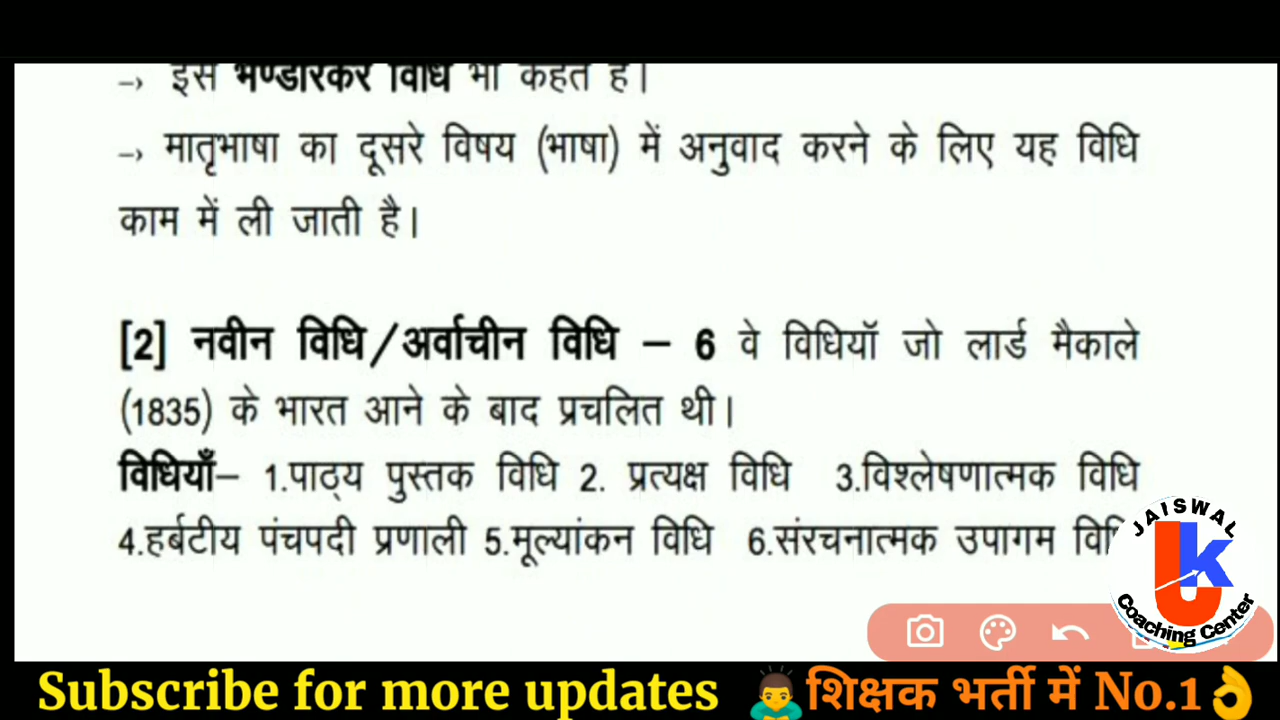 → इसे भण्डारकर विधि भी कहते है।
→ मातृभाषा का दूसरे विषय (भाषा) में अनुवाद करने के लिए यह विधि
काम में ली जाती है।
[2] नवीन विधि/अर्वाचीन विधि – 6 वे विधियॉ जो लार्ड मैकाले
(1835) के भारत आने के बाद प्रचलित थी।
विधियाँ– 1.पाठ्य पुस्तक विधि 2. प्रत्यक्ष विधि 3.विश्लेषणात्मक विधि
4.हर्बटीय पंचपदी प्रणाली 5.मूल्यांकन विधि 6.संरचनात्मक उपागम
JAISWAL
JK
Coaching Center
Subscribe for more updates 🙇‍♂️शिक्षक भर्ती में No.1👌